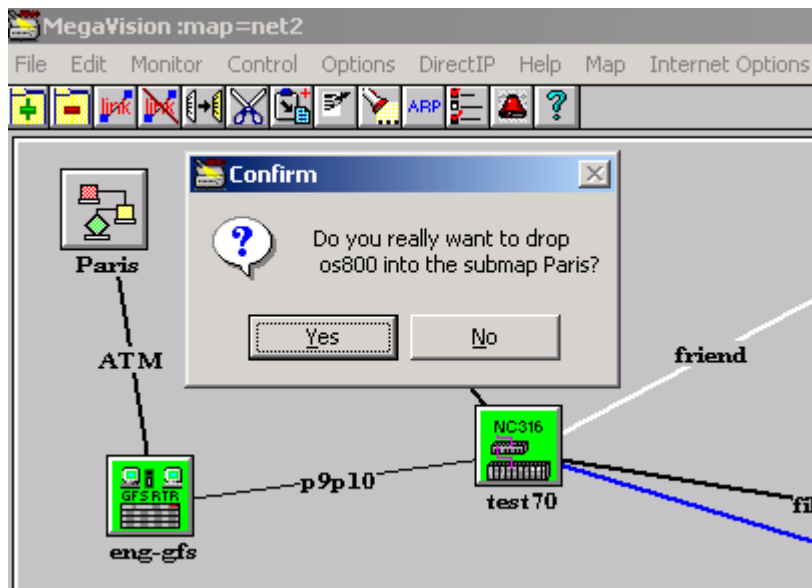 MegaVision :map=net2
File Edit Monitor Control Options DirectIP Help Map Internet Options
link link ARP ?
Confirm
?
Do you really want to drop
os800 into the submap Paris?
Yes No
Paris
ATM
friend
NC316
test70
p9p10
GFS RTR
eng-gfs